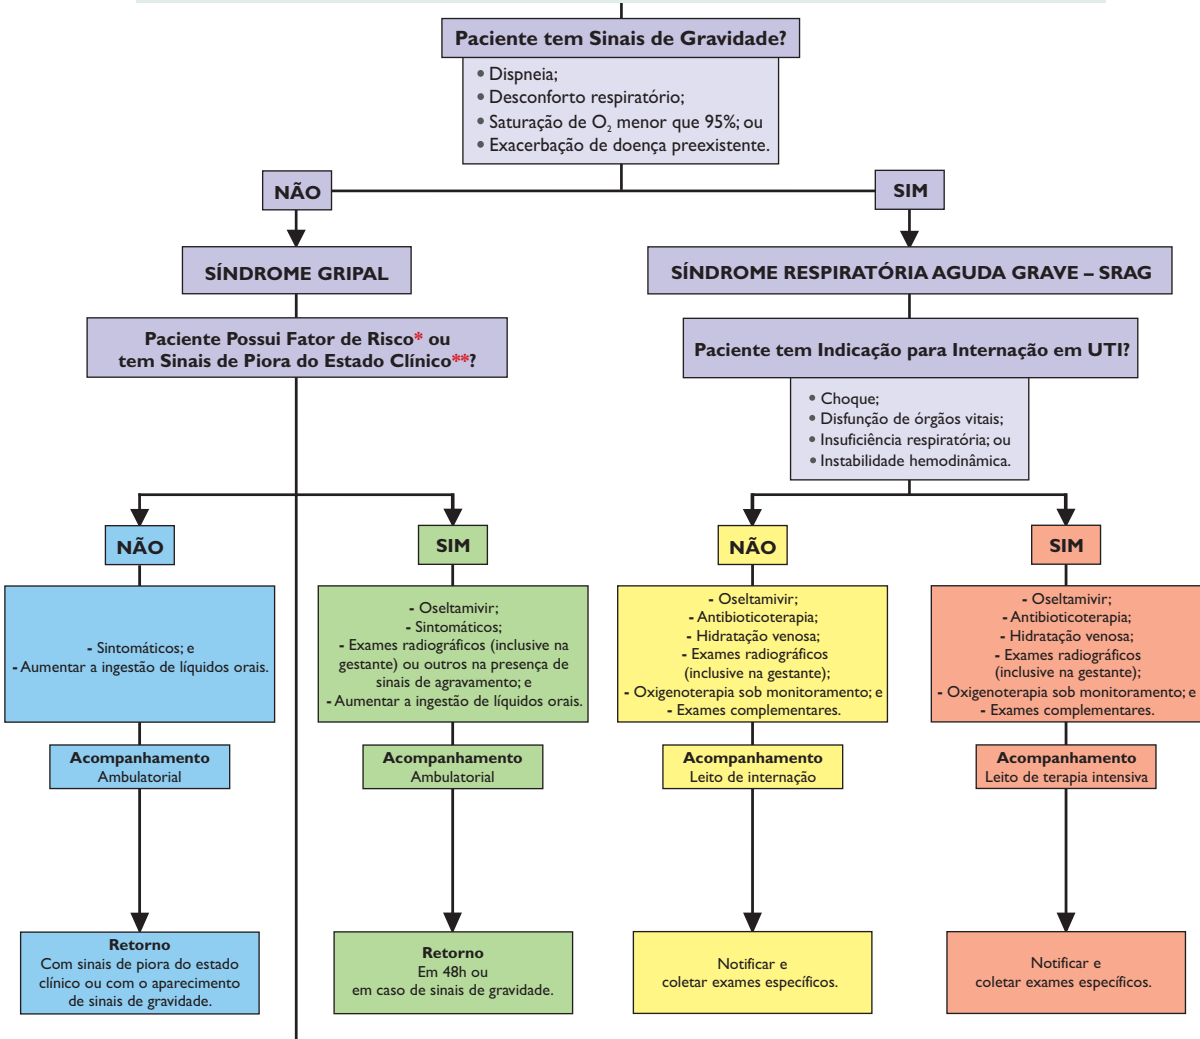 Paciente tem Sinais de Gravidade?
• Dispneia;
• Desconforto respiratório;
• Saturação de O₂ menor que 95%; ou
• Exacerbação de doença preexistente.
NÃO
SIM
SÍNDROME GRIPAL
SÍNDROME RESPIRATÓRIA AGUDA GRAVE – SRAG
Paciente Possui Fator de Risco* ou
tem Sinais de Piora do Estado Clínico**?
Paciente tem Indicação para Internação em UTI?
• Choque;
• Disfunção de órgãos vitais;
• Insuficiência respiratória; ou
• Instabilidade hemodinâmica.
NÃO
- Sintomáticos; e
- Aumentar a ingestão de líquidos orais.
Acompanhamento
Ambulatorial
Retorno
Com sinais de piora do estado
clínico ou com o aparecimento
de sinais de gravidade.
SIM
- Oseltamivir;
- Sintomáticos;
- Exames radiográficos (inclusive na
gestante) ou outros na presença de
sinais de agravamento; e
- Aumentar a ingestão de líquidos orais.
Acompanhamento
Ambulatorial
Retorno
Em 48h ou
em caso de sinais de gravidade.
NÃO
- Oseltamivir;
- Antibioticoterapia;
- Hidratação venosa;
- Exames radiográficos
(inclusive na gestante);
- Oxigenoterapia sob monitoramento; e
- Exames complementares.
Acompanhamento
Leito de internação
Notificar e
coletar exames específicos.
SIM
- Oseltamivir;
- Antibioticoterapia;
- Hidratação venosa;
- Exames radiográficos
(inclusive na gestante);
- Oxigenoterapia sob monitoramento; e
- Exames complementares.
Acompanhamento
Leito de terapia intensiva
Notificar e
coletar exames específicos.